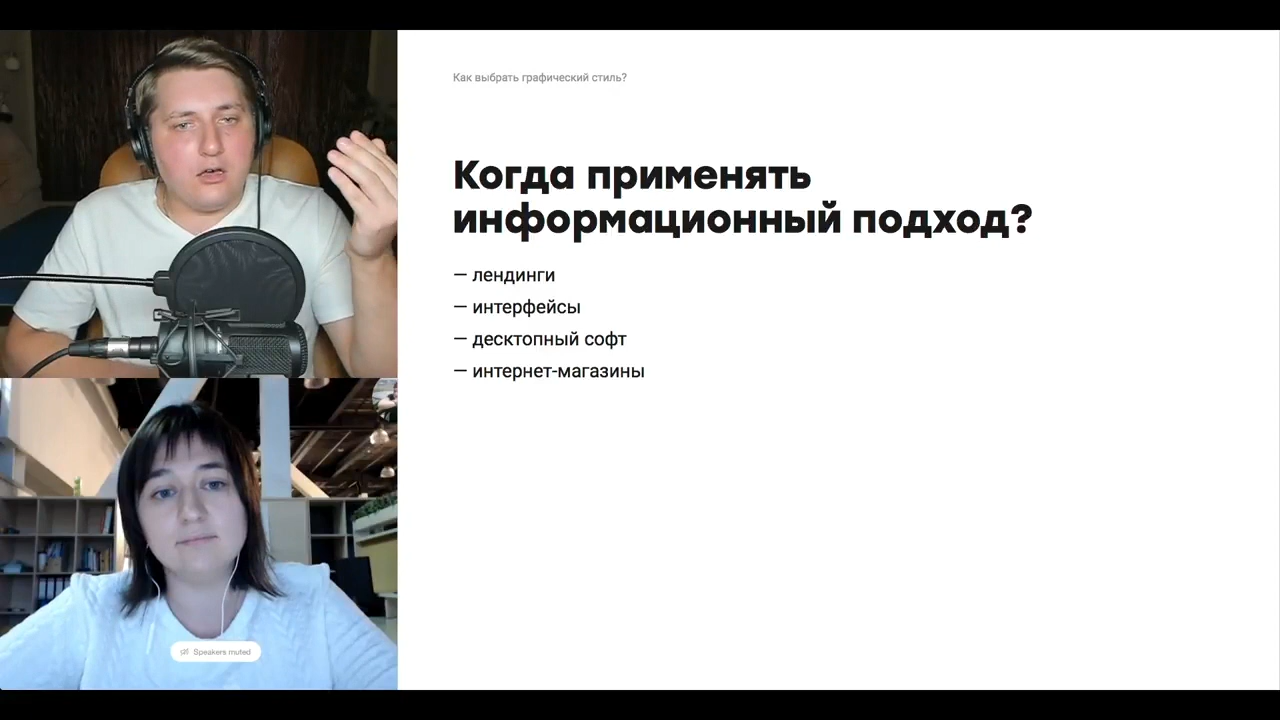 Как выбрать графический стиль?
Когда применять
информационный подход?
— лендинги
— интерфейсы
— десктопный софт
— интернет-магазины
Speakers muted